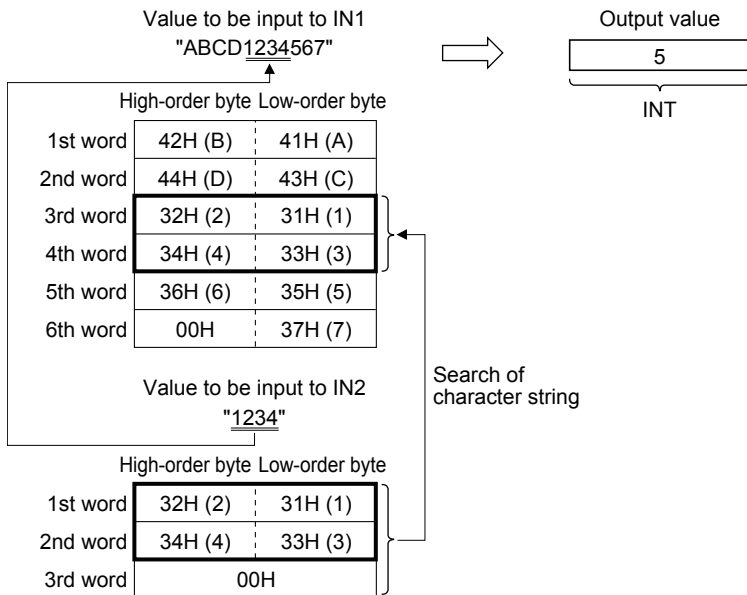 Value to be input to IN1
"ABCD1234567"
Output value
5
INT
High-order byte Low-order byte
1st word 42H (B) 41H (A)
2nd word 44H (D) 43H (C)
3rd word 32H (2) 31H (1)
4th word 34H (4) 33H (3)
5th word 36H (6) 35H (5)
6th word 00H 37H (7)
Search of
character string
Value to be input to IN2
"1234"
High-order byte Low-order byte
1st word 32H (2) 31H (1)
2nd word 34H (4) 33H (3)
3rd word 00H